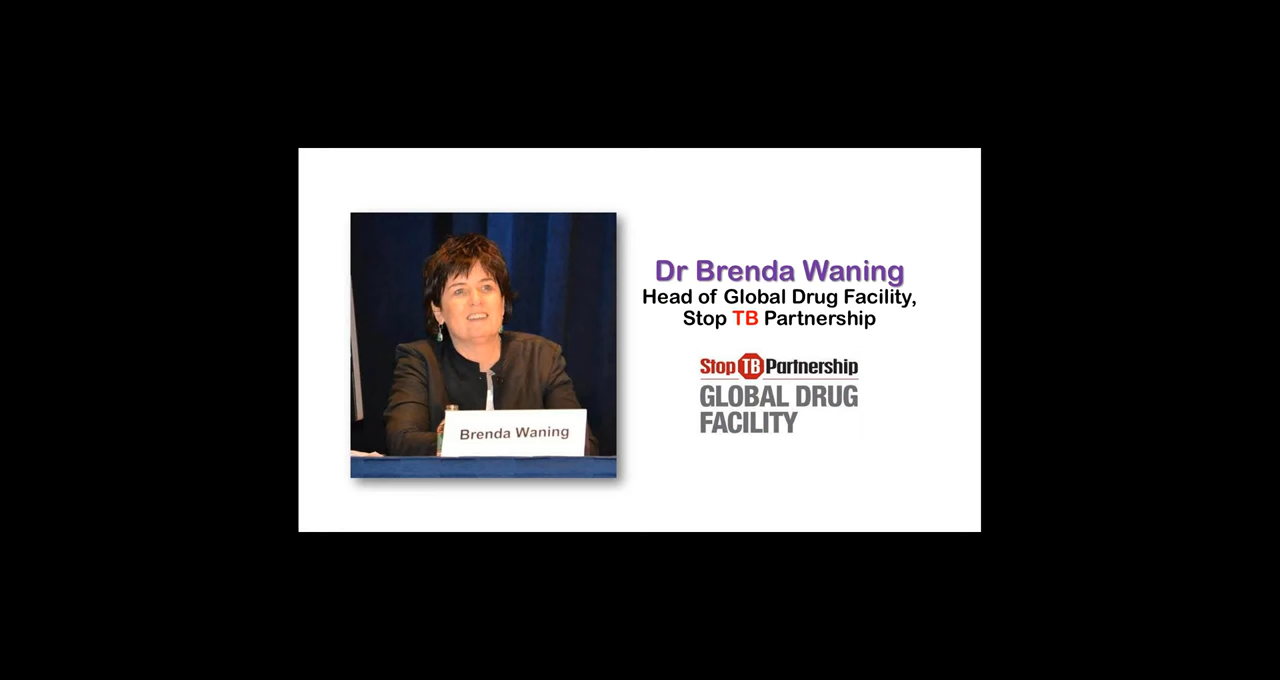 Brenda Waning
Dr Brenda Waning
Head of Global Drug Facility,
Stop TB Partnership
Stop TB Partnership
GLOBAL DRUG
FACILITY